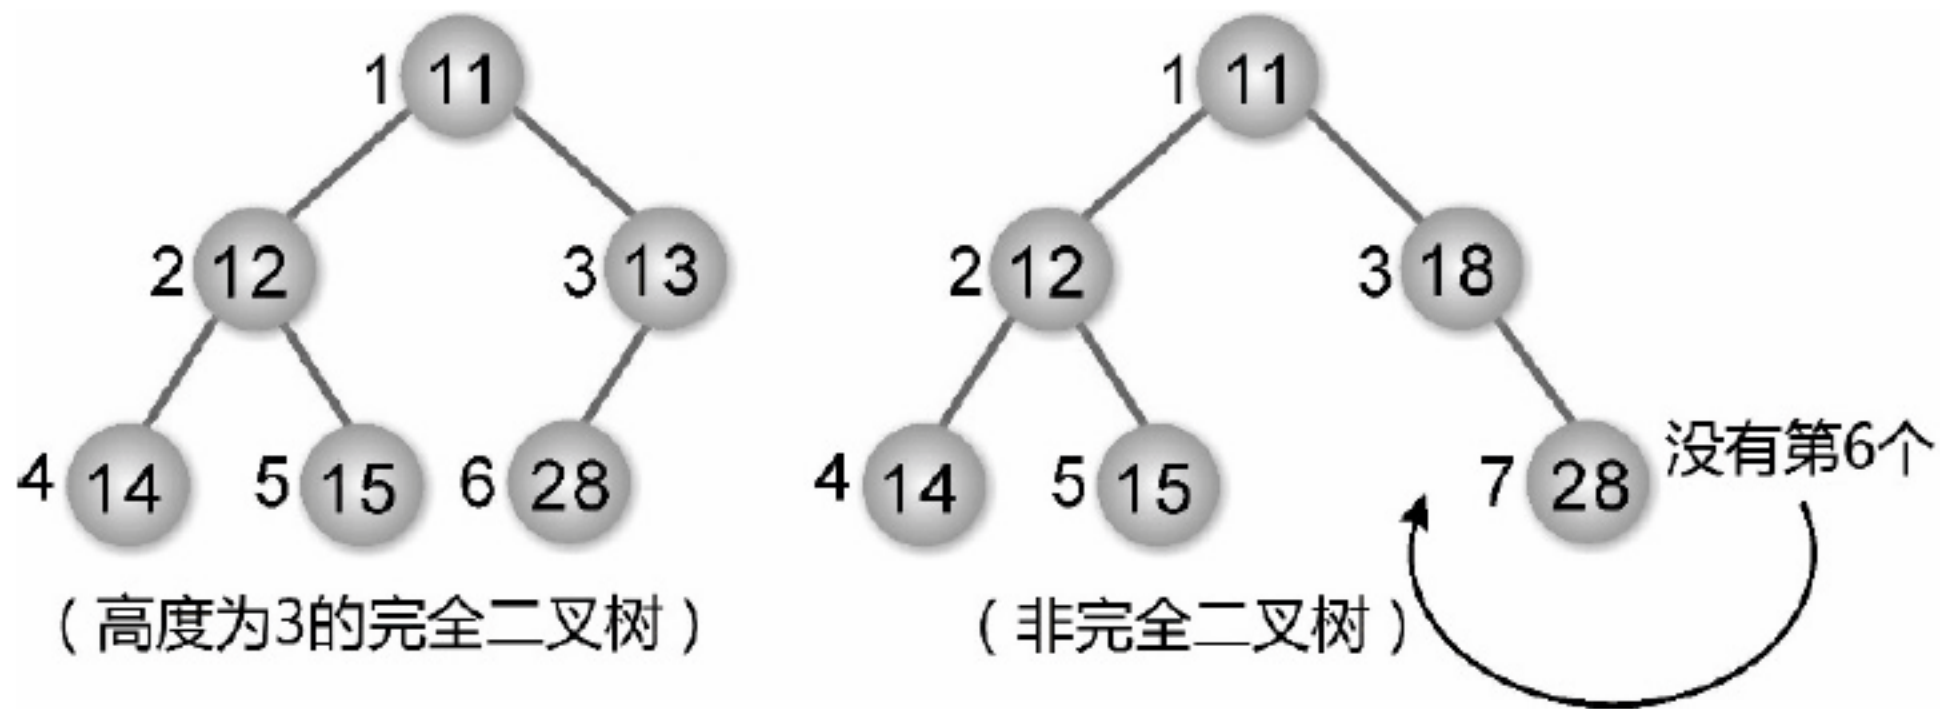 1 11 1 11
2 12 3 13 2 12 3 18
4 14 5 15 6 28 4 14 5 15 7 28 没有第6个
（高度为3的完全二叉树） （非完全二叉树）